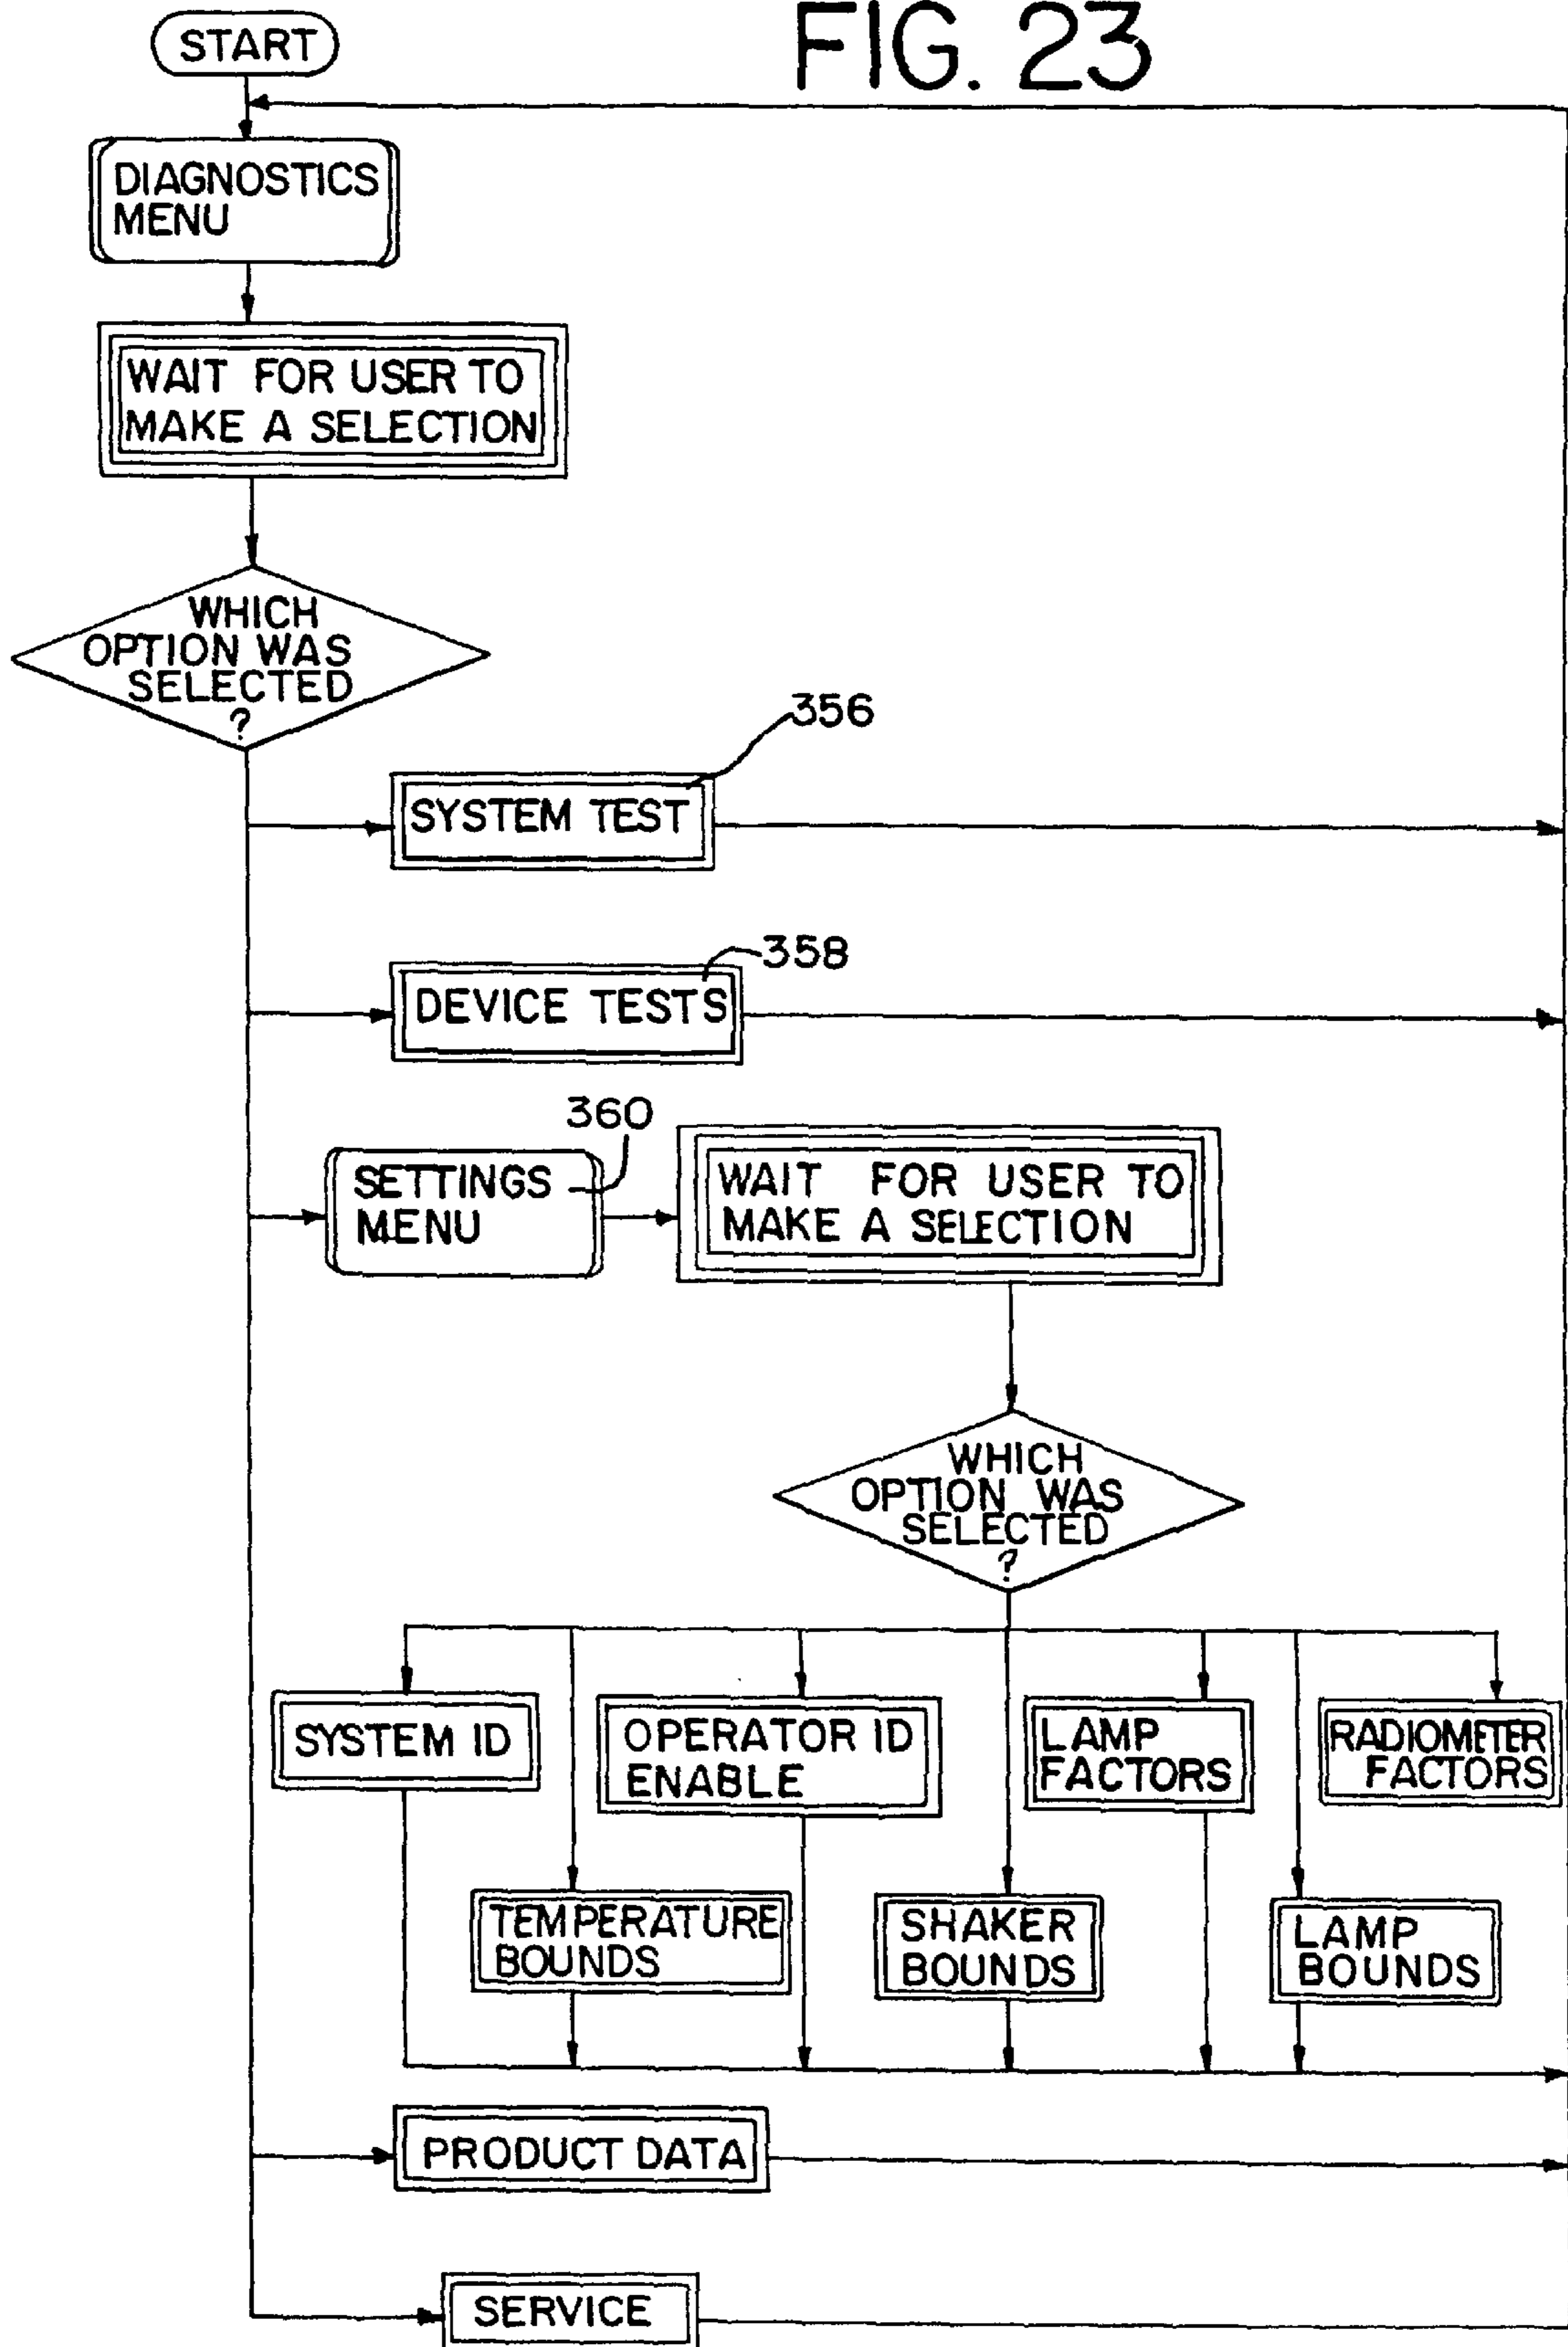 FIG. 23
START
DIAGNOSTICS
MENU
WAIT FOR USER TO
MAKE A SELECTION
WHICH
OPTION WAS
SELECTED
?
356
SYSTEM TEST
358
DEVICE TESTS
360
SETTINGS
MENU
WAIT FOR USER TO
MAKE A SELECTION
WHICH
OPTION WAS
SELECTED
?
SYSTEM ID
OPERATOR ID
ENABLE
LAMP
FACTORS
RADIOMETER
FACTORS
TEMPERATURE
BOUNDS
SHAKER
BOUNDS
LAMP
BOUNDS
PRODUCT DATA
SERVICE